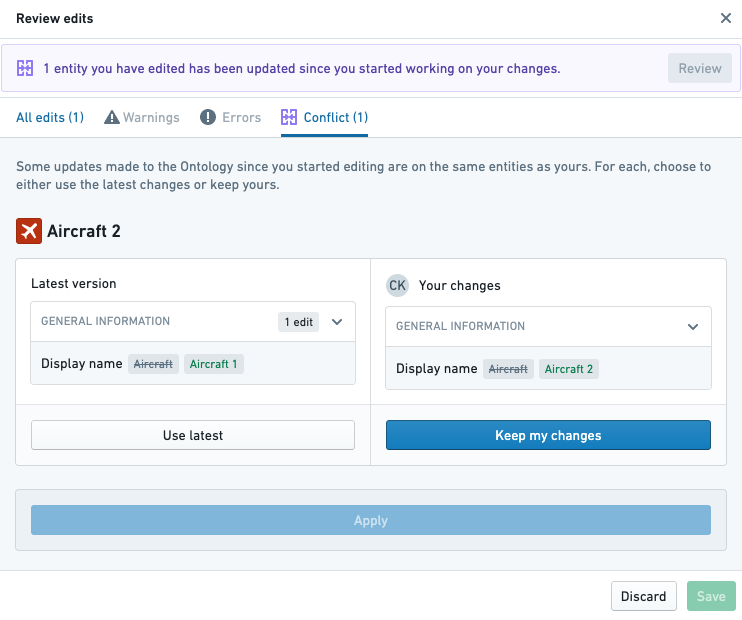 Review edits
1 entity you have edited has been updated since you started working on your changes.
Review
All edits (1)
Warnings
Errors
Conflict (1)
Some updates made to the Ontology since you started editing are on the same entities as yours. For each, choose to
either use the latest changes or keep yours.
Aircraft 2
Latest version
GENERAL INFORMATION
1 edit
Display name Aircraft Aircraft 1
Use latest
CK Your changes
GENERAL INFORMATION
Display name Aircraft Aircraft 2
Keep my changes
Apply
Discard
Save